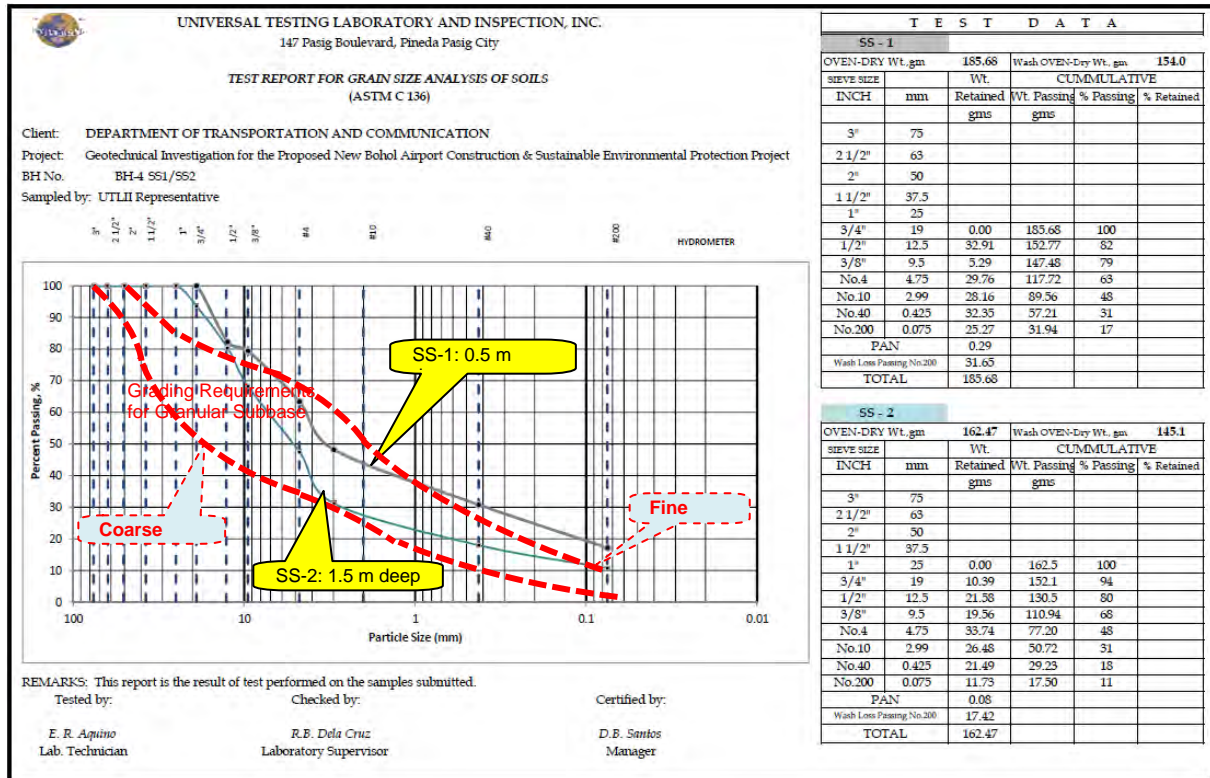 UNIVERSAL TESTING LABORATORY AND INSPECTION, INC.
147 Pasig Boulevard, Pineda Pasig City
TEST REPORT FOR GRAIN SIZE ANALYSIS OF SOILS
(ASTM C 136)
Client: DEPARTMENT OF TRANSPORTATION AND COMMUNICATION
Project: Geotechnical Investigation for the Proposed New Bohol Airport Construction & Sustainable Environmental Protection Project
BH No. BH-4 SS1/SS2
Sampled by: UTLII Representative
3" 2 1/2" 2" 1 1/2" 1" 3/4" 1/2" 3/8" #4 #10 #40 #200 HYDROMETER
Percent Pasing, %
100
90
80
70
60
50
40
30
20
10
0
SS-1: 0.5 m
Grading Requirements
for Granular Subbase
Coarse
Fine
SS-2: 1.5 m deep
100 10 1 0.1 0.01
Particle Size (mm)
REMARKS: This report is the result of test performed on the samples submitted.
Tested by: Checked by: Certified by:
E. R. Aquino R.B. Dela Cruz D.B. Santos
Lab. Technician Laboratory Supervisor Manager
T E S T D A T A
SS - 1
OVEN-DRY Wt.,gm 185.68 Wash OVEN-Dry Wt., gm 154.0
SIEVE SIZE Wt. CUMMULATIVE
INCH mm Retained Wt. Passing % Passing % Retained
gms gms
3" 75
2 1/2" 63
2" 50
1 1/2" 37.5
1" 25
3/4" 19 0.00 185.68 100
1/2" 12.5 32.91 152.77 82
3/8" 9.5 5.29 147.48 79
No.4 4.75 29.76 117.72 63
No.10 2.99 28.16 89.56 48
No.40 0.425 32.35 57.21 31
No.200 0.075 25.27 31.94 17
PAN 0.29
Wash Loss Passing No.200 31.65
TOTAL 185.68
SS - 2
OVEN-DRY Wt.,gm 162.47 Wash OVEN-Dry Wt., gm 145.1
SIEVE SIZE Wt. CUMMULATIVE
INCH mm Retained Wt. Passing % Passing % Retained
gms gms
3" 75
2 1/2" 63
2" 50
1 1/2" 37.5
1" 25 0.00 162.5 100
3/4" 19 10.39 152.1 94
1/2" 12.5 21.58 130.5 80
3/8" 9.5 19.56 110.94 68
No.4 4.75 33.74 77.20 48
No.10 2.99 26.48 50.72 31
No.40 0.425 21.49 29.23 18
No.200 0.075 11.73 17.50 11
PAN 0.08
Wash Loss Passing No.200 17.42
TOTAL 162.47